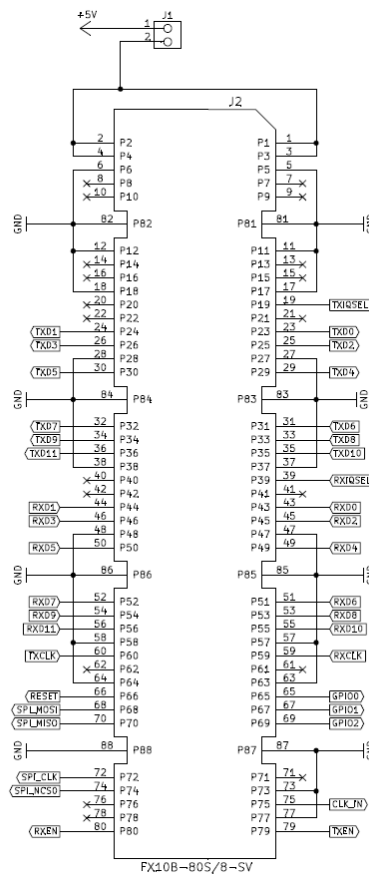 +5V J1
1
2
J2
2 P2 P1 1
4 P4 P3 3
6 P6 P5 5
8 P8 P7 7
10 P10 P9 9
GND 82 P82 P81 81 GND
12 P12 P11 11
14 P14 P13 13
16 P16 P15 15
18 P18 P17 17
20 P20 P19 19 TXIQSEL
22 P22 P21 21
TXD1 24 P24 P23 23 TXD0
TXD3 26 P26 P25 25 TXD2
28 P28 P27 27
TXD5 30 P30 P29 29 TXD4
GND 84 P84 P83 83 GND
TXD7 32 P32 P31 31 TXD6
TXD9 34 P34 P33 33 TXD8
TXD11 36 P36 P35 35 TXD10
38 P38 P37 37
40 P40 P39 39 RXIQSEL
42 P42 P41 41
RXD1 44 P44 P43 43 RXD0
RXD3 46 P46 P45 45 RXD2
48 P48 P47 47
RXD5 50 P50 P49 49 RXD4
GND 86 P86 P85 85 GND
RXD7 52 P52 P51 51 RXD6
RXD9 54 P54 P53 53 RXD8
RXD11 56 P56 P55 55 RXD10
58 P58 P57 57
TXCLK 60 P60 P59 59 RXCLK
62 P62 P61 61
64 P64 P63 63
RESET 66 P66 P65 65 GPIO0
SPI_MOSI 68 P68 P67 67 GPIO1
SPI_MISO 70 P70 P69 69 GPIO2
GND 88 P88 P87 87 GND
SPI_CLK 72 P72 P71 71
SPI_NCS0 74 P74 P73 73
76 P76 P75 75 CLK_IN
78 P78 P77 77
RXEN 80 P80 P79 79 TXEN
FX10B-80S/8-SV